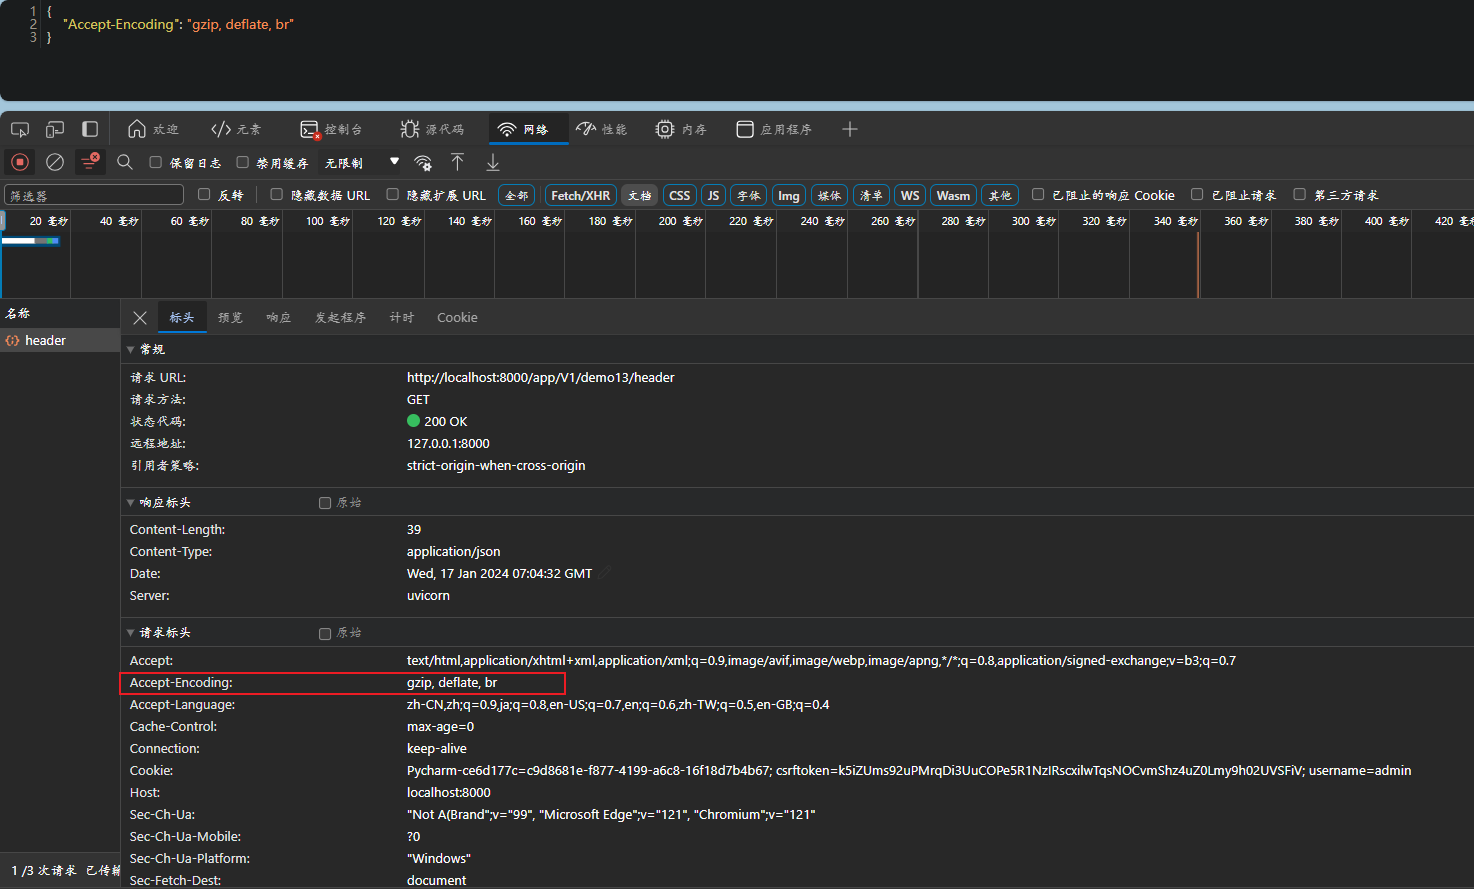 1 {
2 "Accept-Encoding": "gzip, deflate, br"
3 }
欢迎 元素 控制台 源代码 网络 性能 内存 应用程序
保留日志 禁用缓存 无限制
筛选器 反转 隐藏数据 URL 隐藏扩展 URL 全部 Fetch/XHR 文档 CSS JS 字体 Img 媒体 清单 WS Wasm 其他 已阻止的响应 Cookie 已阻止请求 第三方请求
20 毫秒 40 毫秒 60 毫秒 80 毫秒 100 毫秒 120 毫秒 140 毫秒 160 毫秒 180 毫秒 200 毫秒 220 毫秒 240 毫秒 260 毫秒 280 毫秒 300 毫秒 320 毫秒 340 毫秒 360 毫秒 380 毫秒 400 毫秒 420 毫秒
名称
header
标头 预览 响应 发起程序 计时 Cookie
常规
请求 URL: http://localhost:8000/app/V1/demo13/header
请求方法: GET
状态代码: 200 OK
远程地址: 127.0.0.1:8000
引用者策略: strict-origin-when-cross-origin
响应标头 原始
Content-Length: 39
Content-Type: application/json
Date: Wed, 17 Jan 2024 07:04:32 GMT
Server: uvicorn
请求标头 原始
Accept: text/html,application/xhtml+xml,application/xml;q=0.9,image/avif,image/webp,image/apng,*/*;q=0.8,application/signed-exchange;v=b3;q=0.7
Accept-Encoding: gzip, deflate, br
Accept-Language: zh-CN,zh;q=0.9,ja;q=0.8,en-US;q=0.7,en;q=0.6,zh-TW;q=0.5,en-GB;q=0.4
Cache-Control: max-age=0
Connection: keep-alive
Cookie: Pycharm-ce6d177c=c9d8681e-f877-4199-a6c8-16f18d7b4b67; csrftoken=k5iZUms92uPMrqDi3UuCOPe5R1NzIRscxilwTqsNOCvmShz4uZ0Lmy9h02UVSFiV; username=admin
Host: localhost:8000
Sec-Ch-Ua: "Not A(Brand";v="99", "Microsoft Edge";v="121", "Chromium";v="121"
Sec-Ch-Ua-Mobile: ?0
Sec-Ch-Ua-Platform: "Windows"
Sec-Fetch-Dest: document
1 /3 次请求 已传输